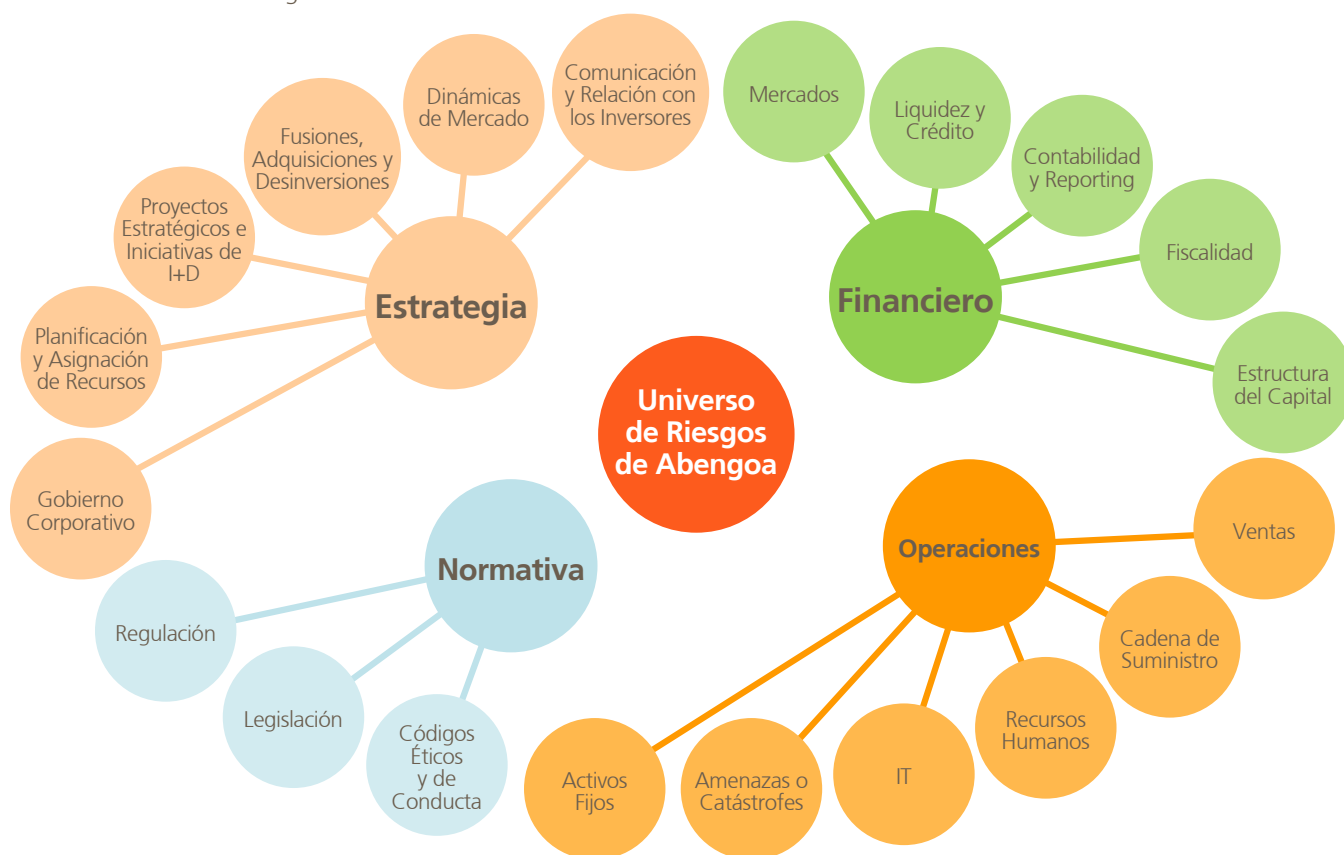 Comunicación
y Relación con
los Inversores
Dinámicas
de Mercado
Fusiones,
Adquisiciones y
Desinversiones
Proyectos
Estratégicos e
Iniciativas de
I+D
Planificación
y Asignación
de Recursos
Gobierno
Corporativo
Estrategia
Mercados
Liquidez y
Crédito
Contabilidad
y Reporting
Fiscalidad
Estructura
del Capital
Financiero
Universo
de Riesgos
de Abengoa
Normativa
Regulación
Legislación
Códigos
Éticos
y de
Conducta
Operaciones
Ventas
Cadena de
Suministro
Recursos
Humanos
IT
Amenazas o
Catástrofes
Activos
Fijos